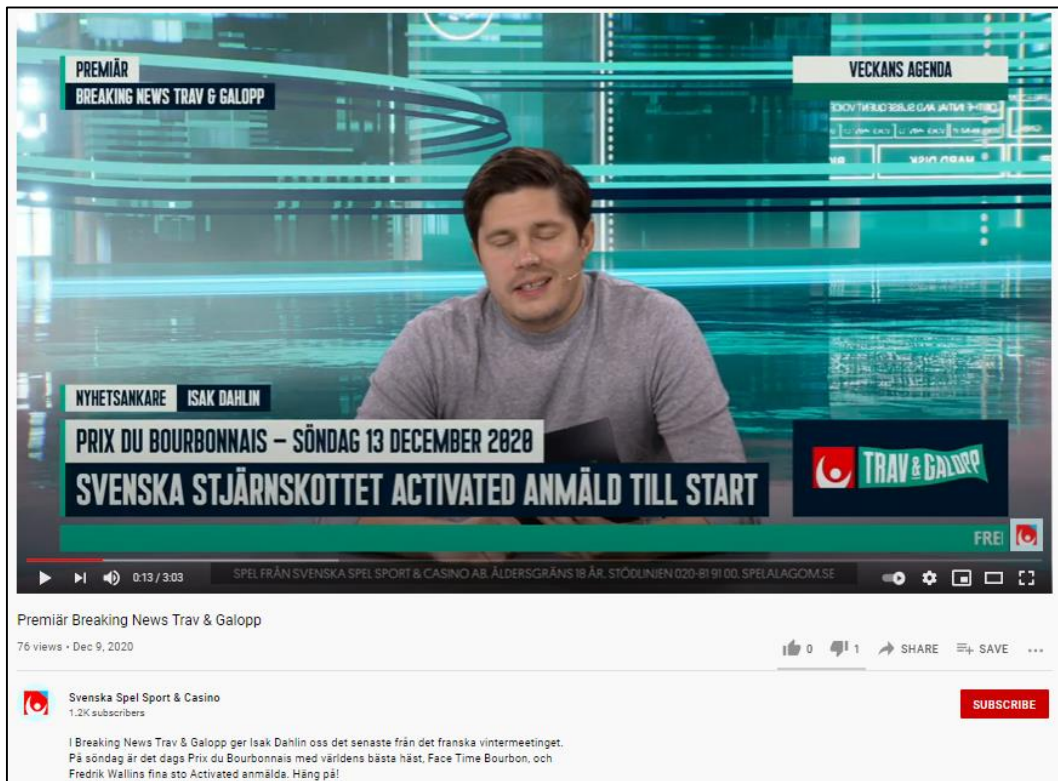 PREMIÄR
BREAKING NEWS TRAV & GALOPP
VECKANS AGENDA
NYHETSANKARE ISAK DAHLIN
PRIX DU BOURBONNAIS – SÖNDAG 13 DECEMBER 2020
SVENSKA STJÄRNSKOTTET ACTIVATED ANMÄLD TILL START
TRAV & GALOPP
FRE
0:13 / 3:03
SPEL FRÅN SVENSKA SPEL SPORT & CASINO AB. ÅLDERSGRÄNS 18 ÅR. STÖDLINJEN 020-81 91 00, SPELALAGOM.SE
Premiär Breaking News Trav & Galopp
76 views • Dec 9, 2020
0 1 SHARE SAVE
Svenska Spel Sport & Casino
1.2K subscribers
SUBSCRIBE
I Breaking News Trav & Galopp ger Isak Dahlin oss det senaste från det franska vintermeetinget.
På söndag är det dags Prix du Bourbonnais med världens bästa häst, Face Time Bourbon, och
Fredrik Wallins fina sto Activated anmälda. Häng på!